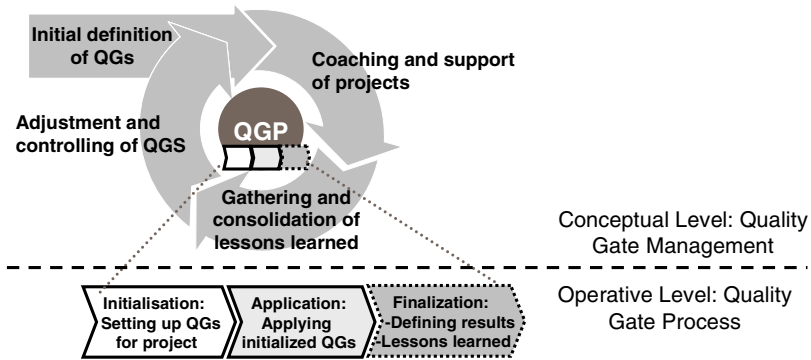 Initial definition
of QGs
Coaching and support
of projects
Adjustment and
controlling of QGS
QGP
Gathering and
consolidation of
lessons learned
Conceptual Level: Quality
Gate Management
Initialisation:
Setting up QGs
for project
Application:
Applying
initialized QGs
Finalization:
-Defining results
-Lessons learned
Operative Level: Quality
Gate Process